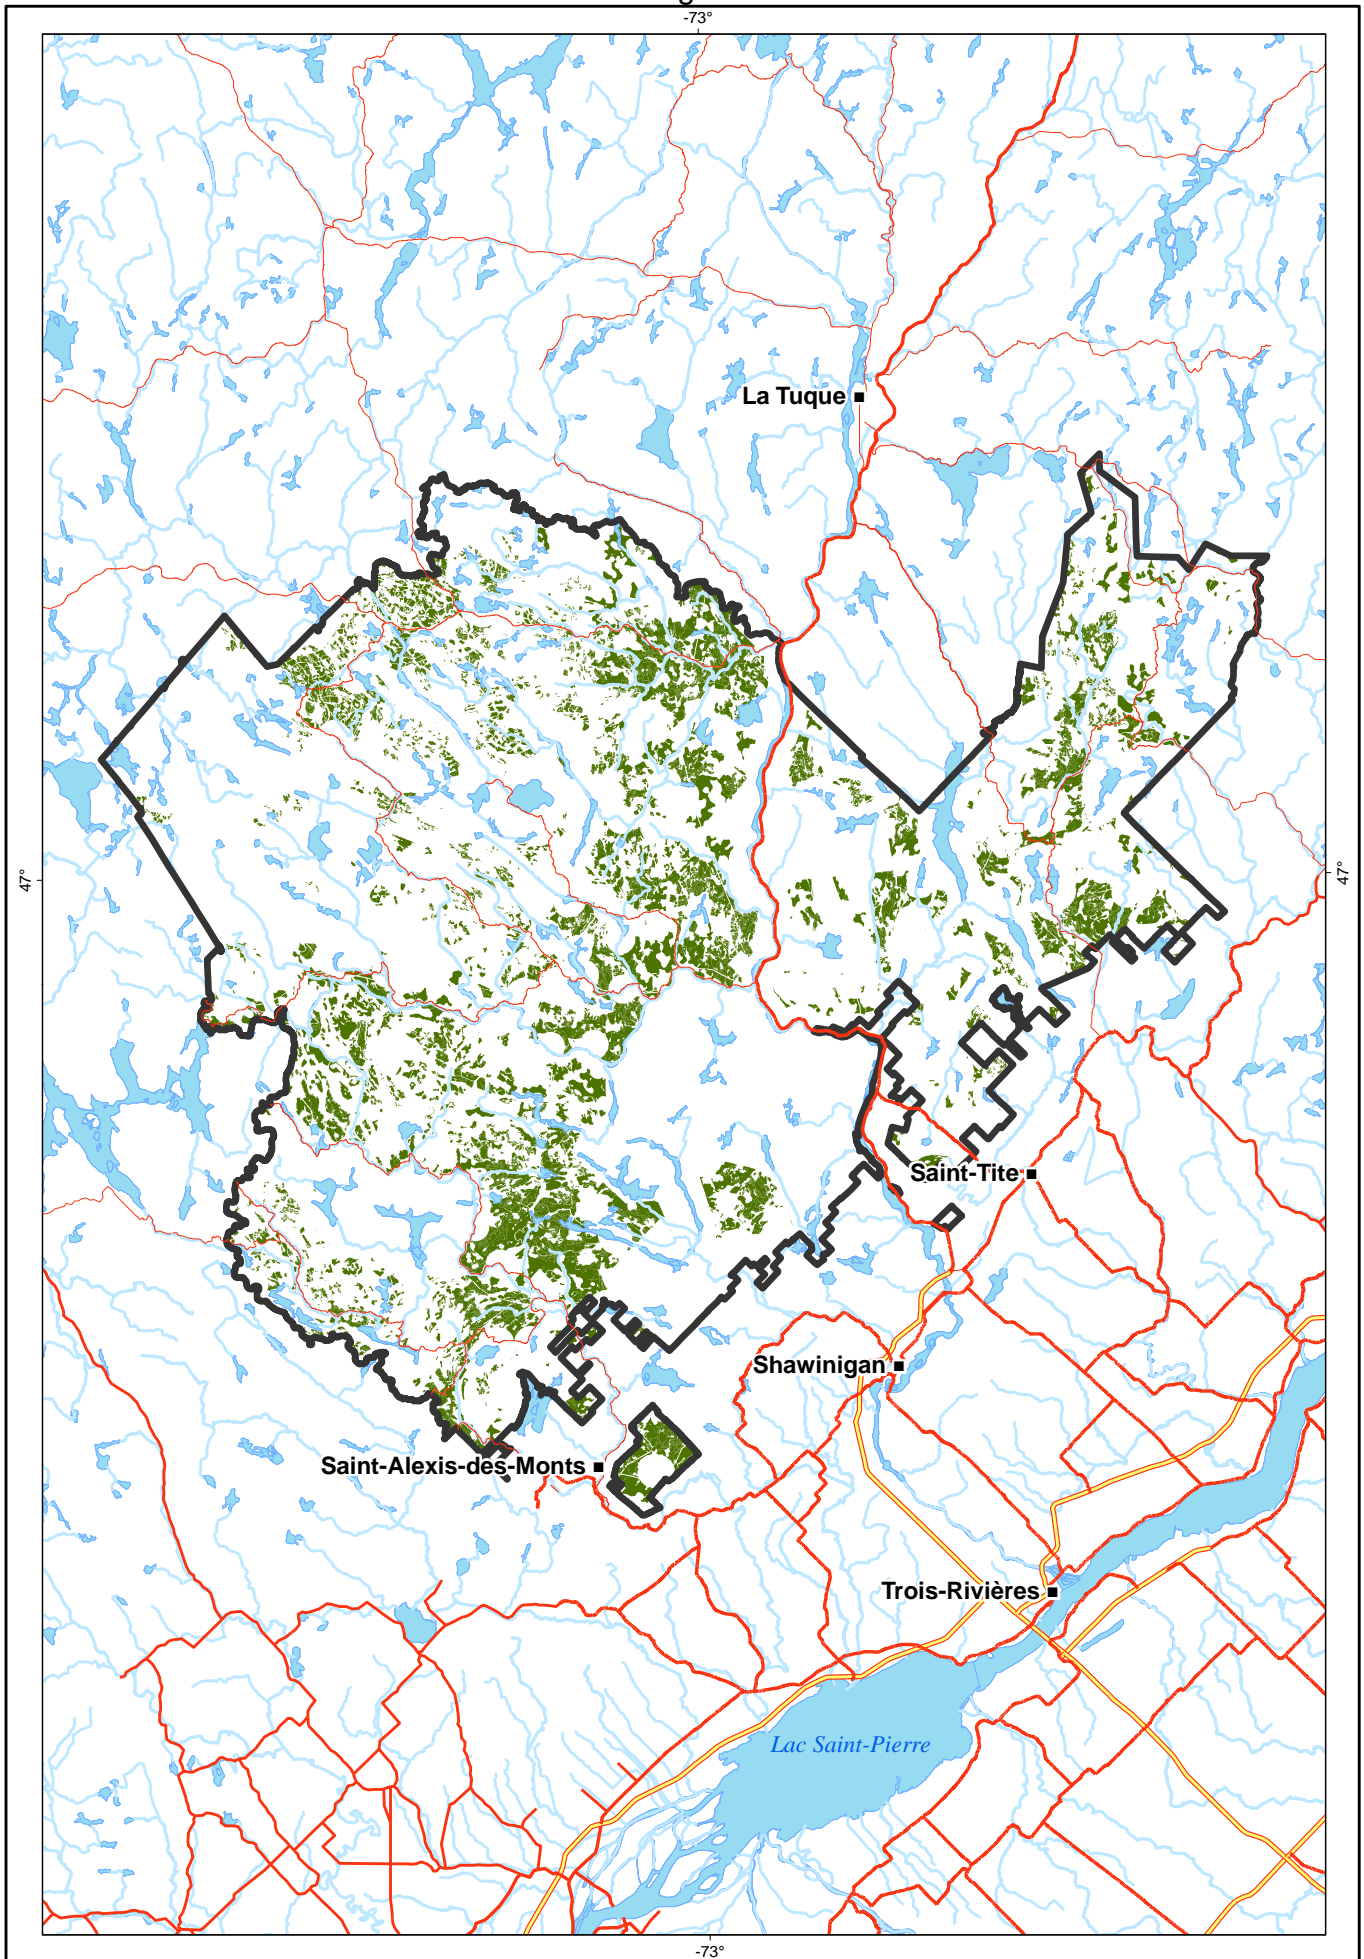 -73°
La Tuque
47°
47°
Saint-Tite
Shawinigan
Saint-Alexis-des-Monts
Trois-Rivières
Lac Saint-Pierre
-73°